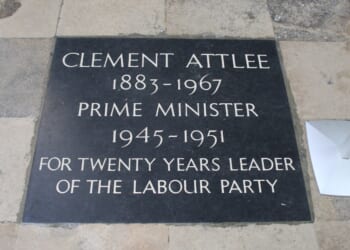 CLEMENT ATTLEE
1883-1967
PRIME MINISTER
1945-1951
FOR TWENTY YEARS LEADER
OF THE LABOUR PARTY